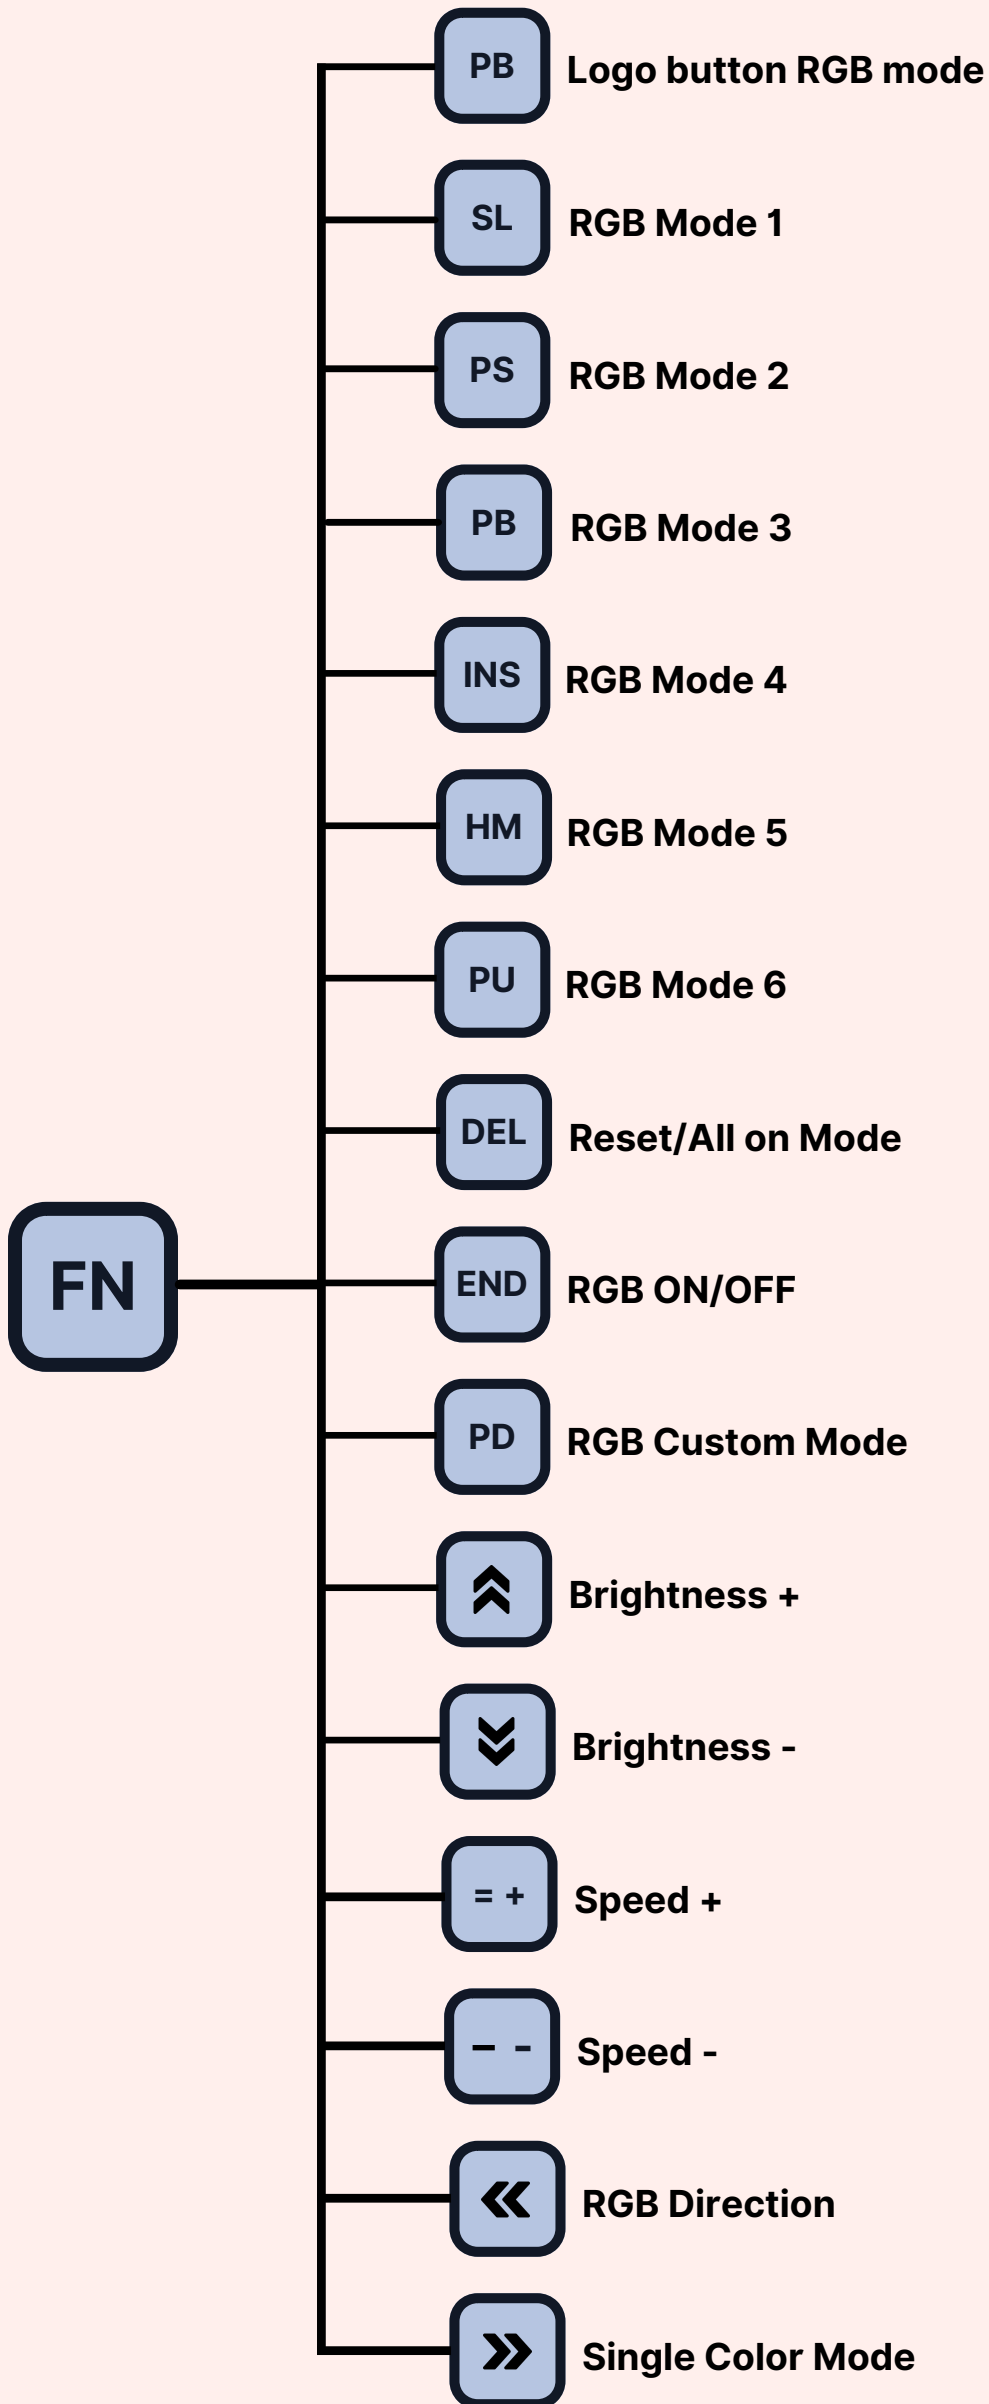 PB Logo button RGB mode
SL RGB Mode 1
PS RGB Mode 2
PB RGB Mode 3
INS RGB Mode 4
HM RGB Mode 5
PU RGB Mode 6
DEL Reset/All on Mode
FN
END RGB ON/OFF
PD RGB Custom Mode
Brightness +
Brightness -
= + Speed +
– - Speed -
RGB Direction
Single Color Mode